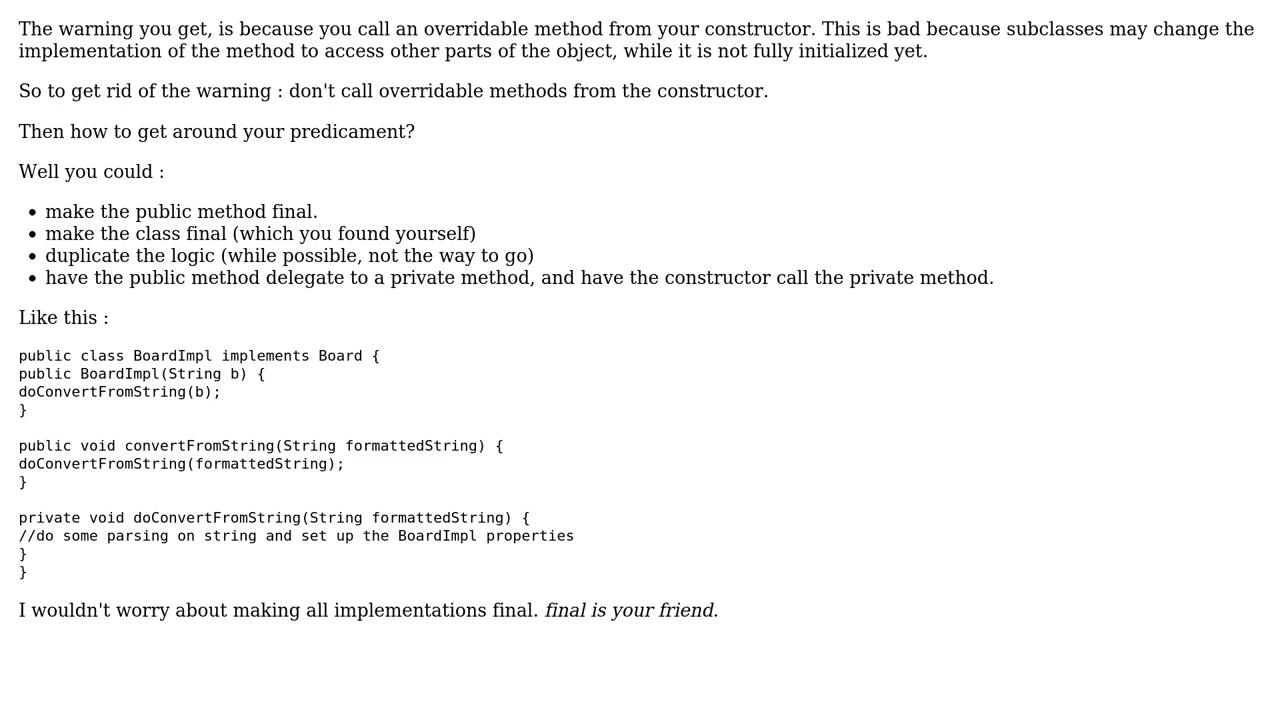 The warning you get, is because you call an overridable method from your constructor. This is bad because subclasses may change the
implementation of the method to access other parts of the object, while it is not fully initialized yet.
So to get rid of the warning : don't call overridable methods from the constructor.
Then how to get around your predicament?
Well you could :
• make the public method final.
• make the class final (which you found yourself)
• duplicate the logic (while possible, not the way to go)
• have the public method delegate to a private method, and have the constructor call the private method.
Like this :
public class BoardImpl implements Board {
public BoardImpl(String b) {
doConvertFromString(b);
}
public void convertFromString(String formattedString) {
doConvertFromString(formattedString);
}
private void doConvertFromString(String formattedString) {
//do some parsing on string and set up the BoardImpl properties
}
}
I wouldn't worry about making all implementations final. final is your friend.